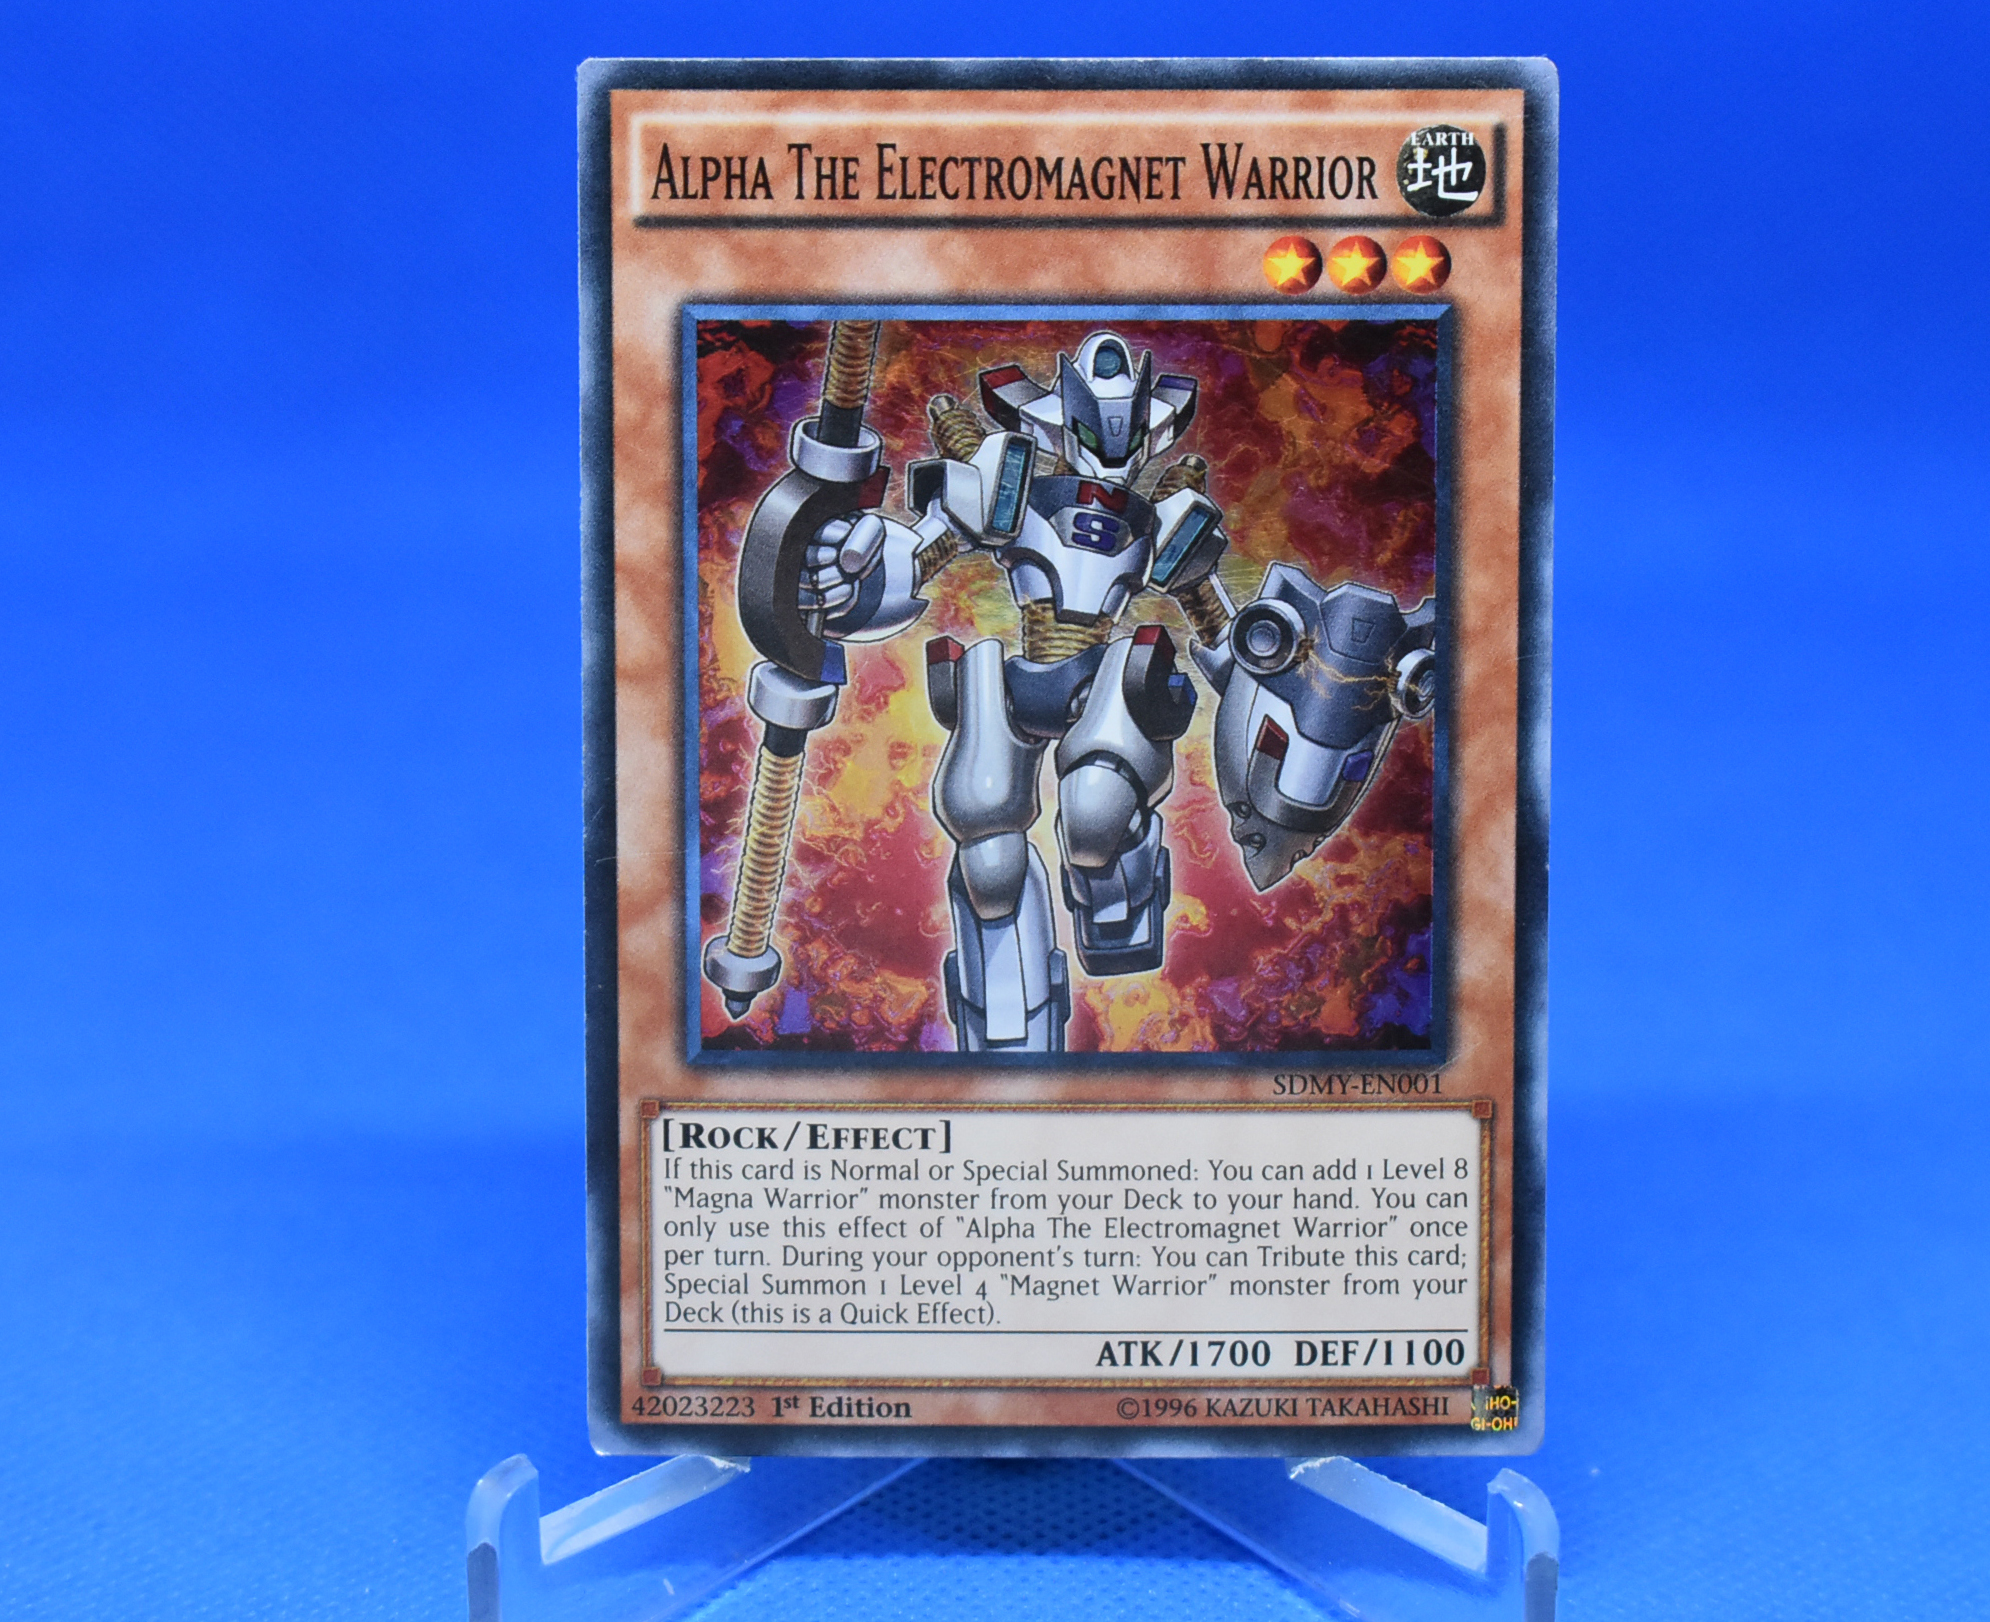 ALPHA THE ELECTROMAGNET WARRIOR
EARTH
地
N
S
SDMY-EN001
[ROCK/EFFECT]
If this card is Normal or Special Summoned: You can add 1 Level 8
"Magna Warrior" monster from your Deck to your hand. You can
only use this effect of "Alpha The Electromagnet Warrior" once
per turn. During your opponent's turn: You can Tribute this card;
Special Summon 1 Level 4 "Magnet Warrior" monster from your
Deck (this is a Quick Effect).
ATK/1700 DEF/1100
42023223 1st Edition ©1996 KAZUKI TAKAHASHI
GI-OH!